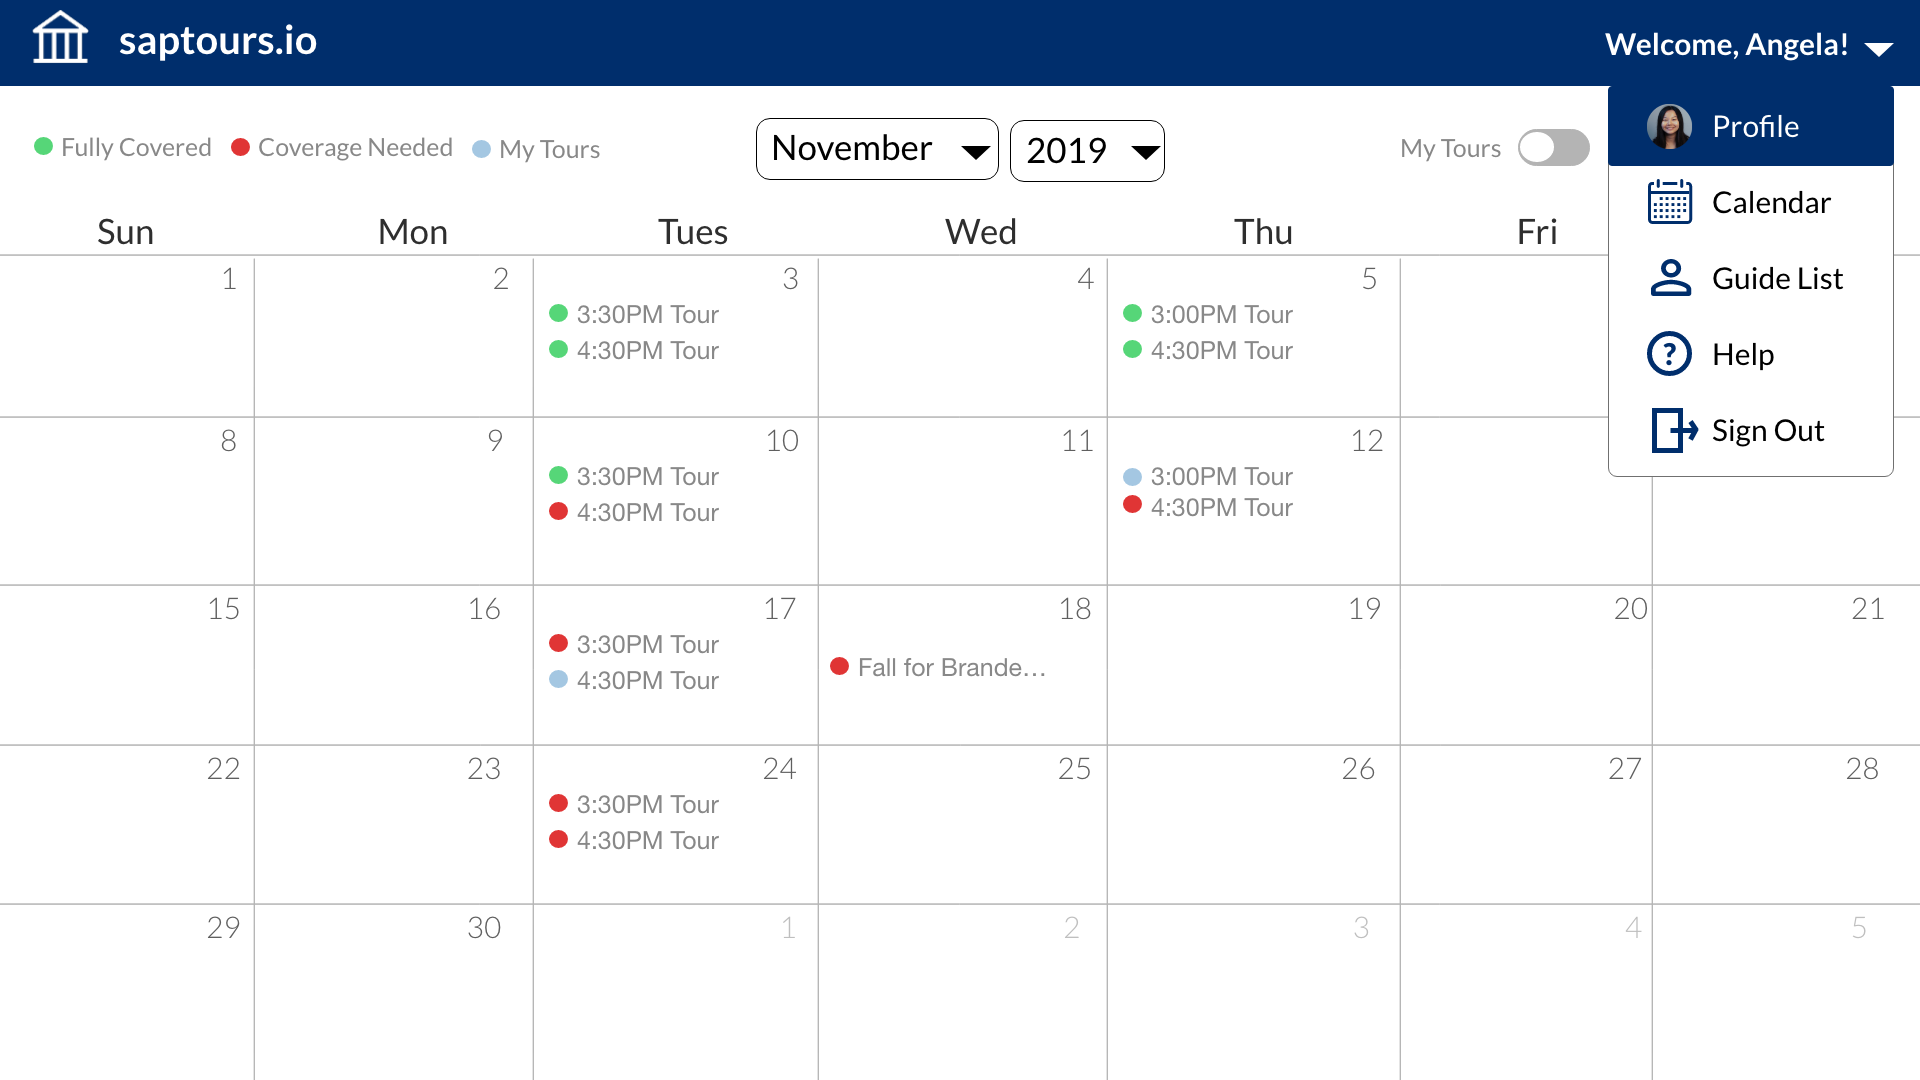 saptours.io
Welcome, Angela!
Fully Covered
Coverage Needed
My Tours
November
2019
My Tours
Profile
Calendar
Guide List
?
Help
Sign Out
Sun Mon Tues Wed Thu Fri
1 2 3 4 5
3:30PM Tour
4:30PM Tour
3:00PM Tour
4:30PM Tour
8 9 10 11 12
3:30PM Tour
4:30PM Tour
3:00PM Tour
4:30PM Tour
15 16 17 18 19 20 21
3:30PM Tour
4:30PM Tour
Fall for Brande...
22 23 24 25 26 27 28
3:30PM Tour
4:30PM Tour
29 30 1 2 3 4 5